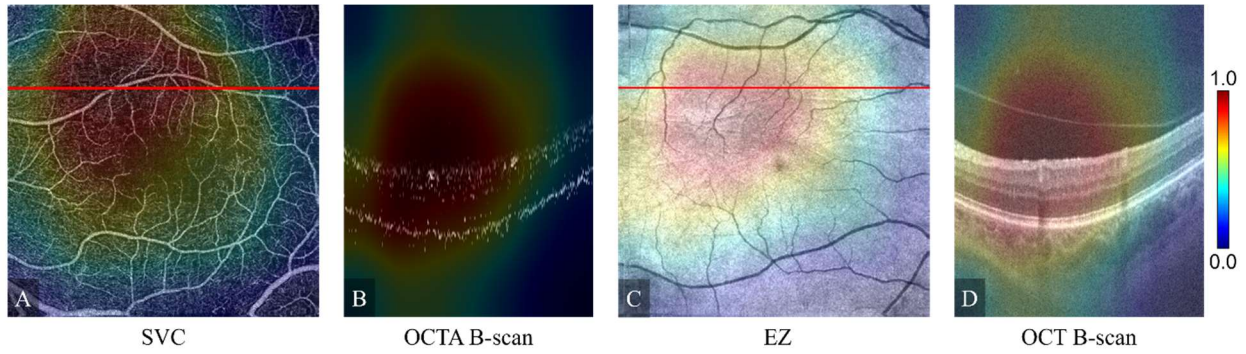 A
B
C
D
1.0
0.0
SVC
OCTA B-scan
EZ
OCT B-scan